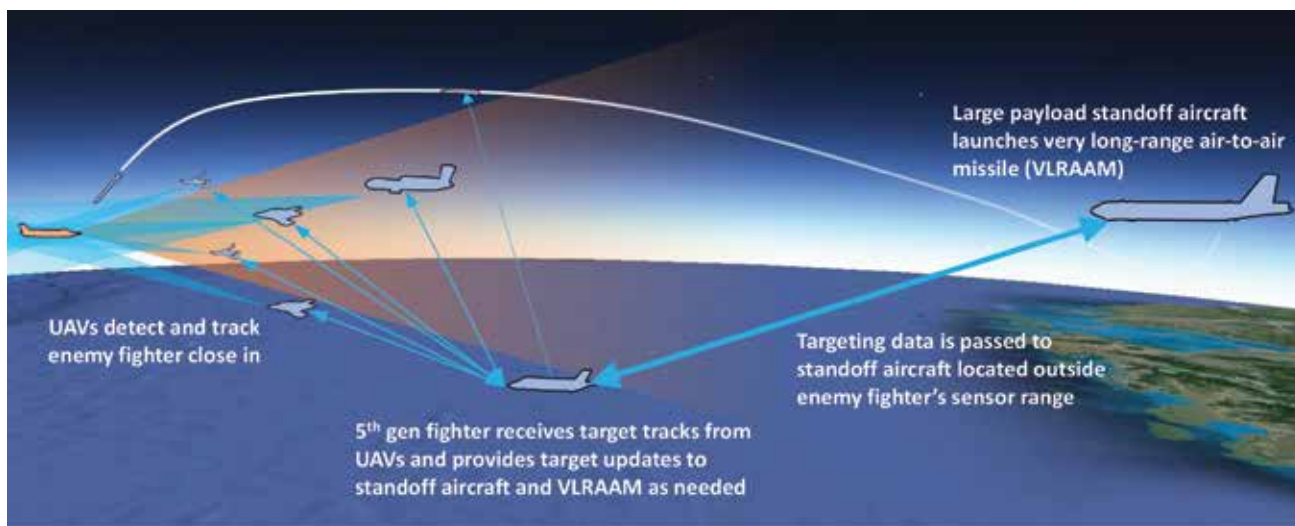 Large payload standoff aircraft
launches very long-range air-to-air
missile (VLRAAM)
UAVs detect and track
enemy fighter close in
Targeting data is passed to
standoff aircraft located outside
enemy fighter's sensor range
5th gen fighter receives target tracks from
UAVs and provides target updates to
standoff aircraft and VLRAAM as needed